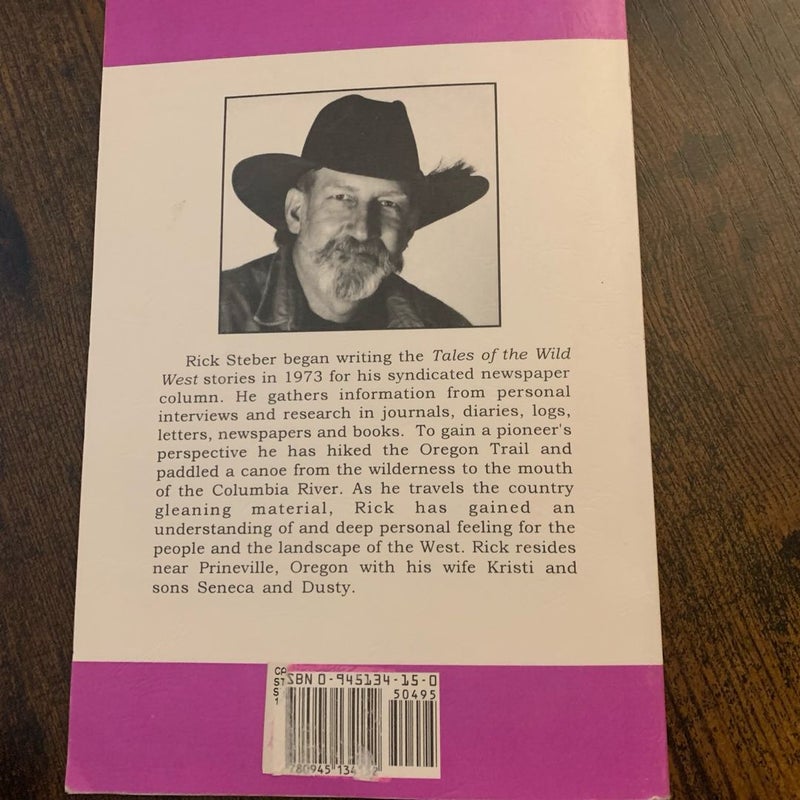 Rick Steber began writing the Tales of the Wild
West stories in 1973 for his syndicated newspaper
column. He gathers information from personal
interviews and research in journals, diaries, logs,
letters, newspapers and books. To gain a pioneer's
perspective he has hiked the Oregon Trail and
paddled a canoe from the wilderness to the mouth
of the Columbia River. As he travels the country
gleaning material, Rick has gained an
understanding of and deep personal feeling for the
people and the landscape of the West. Rick resides
near Prineville, Oregon with his wife Kristi and
sons Seneca and Dusty.
ISBN 0-945134-15-0
50495